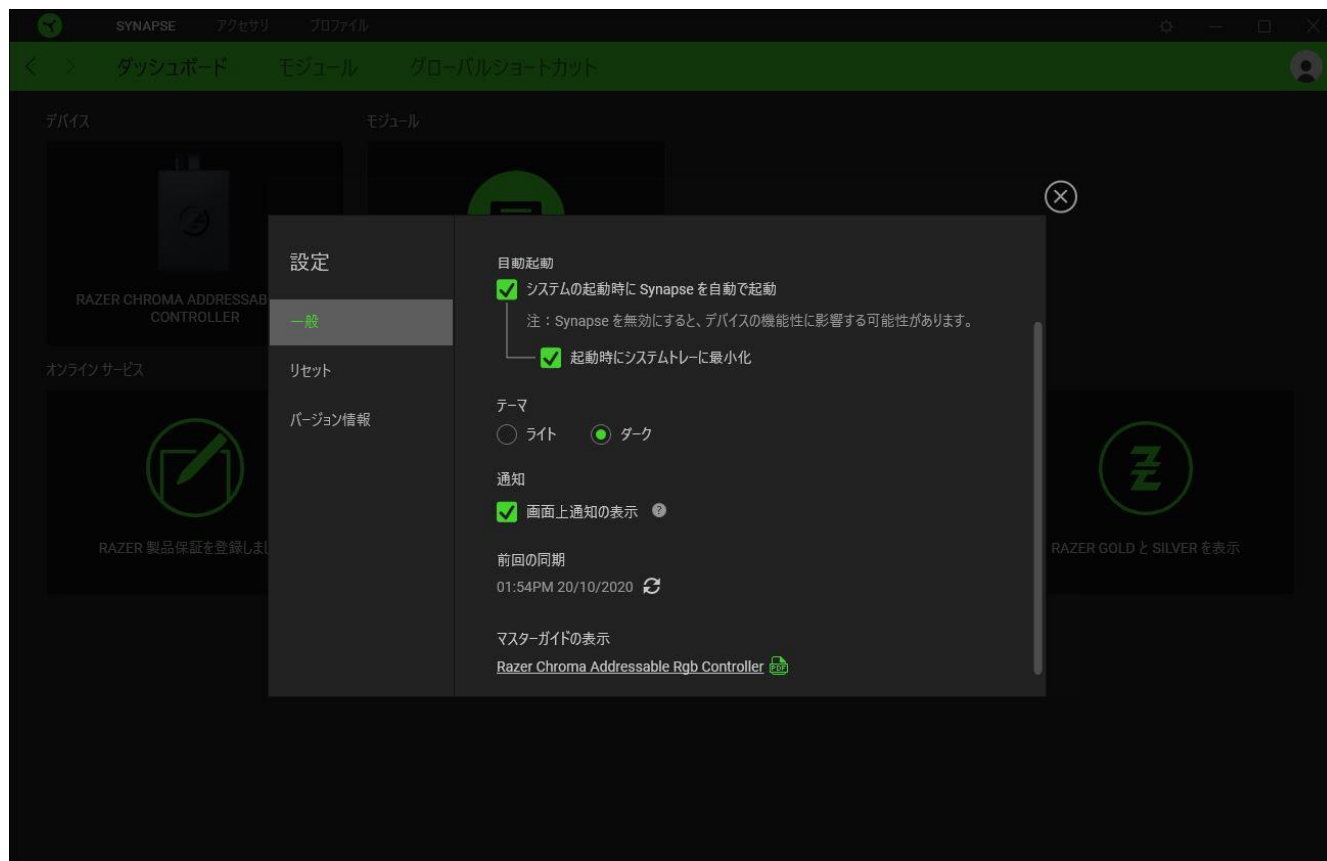 SYNAPSE アクセサリ プロファイル
ダッシュボード モジュール グローバルショートカット
デバイス
モジュール
RAZER CHROMA ADDRESSAB
CONTROLLER
オンライン サービス
RAZER 製品保証を登録しまし
RAZER GOLD と SILVER を表示
設定
一般
リセット
バージョン情報
自動起動
システムの起動時に Synapse を自動で起動
注：Synapse を無効にすると、デバイスの機能性に影響する可能性があります。
起動時にシステムトレーに最小化
テーマ
ライト ダーク
通知
画面上通知の表示
前回の同期
01:54PM 20/10/2020
マスターガイドの表示
Razer Chroma Addressable Rgb Controller PDF